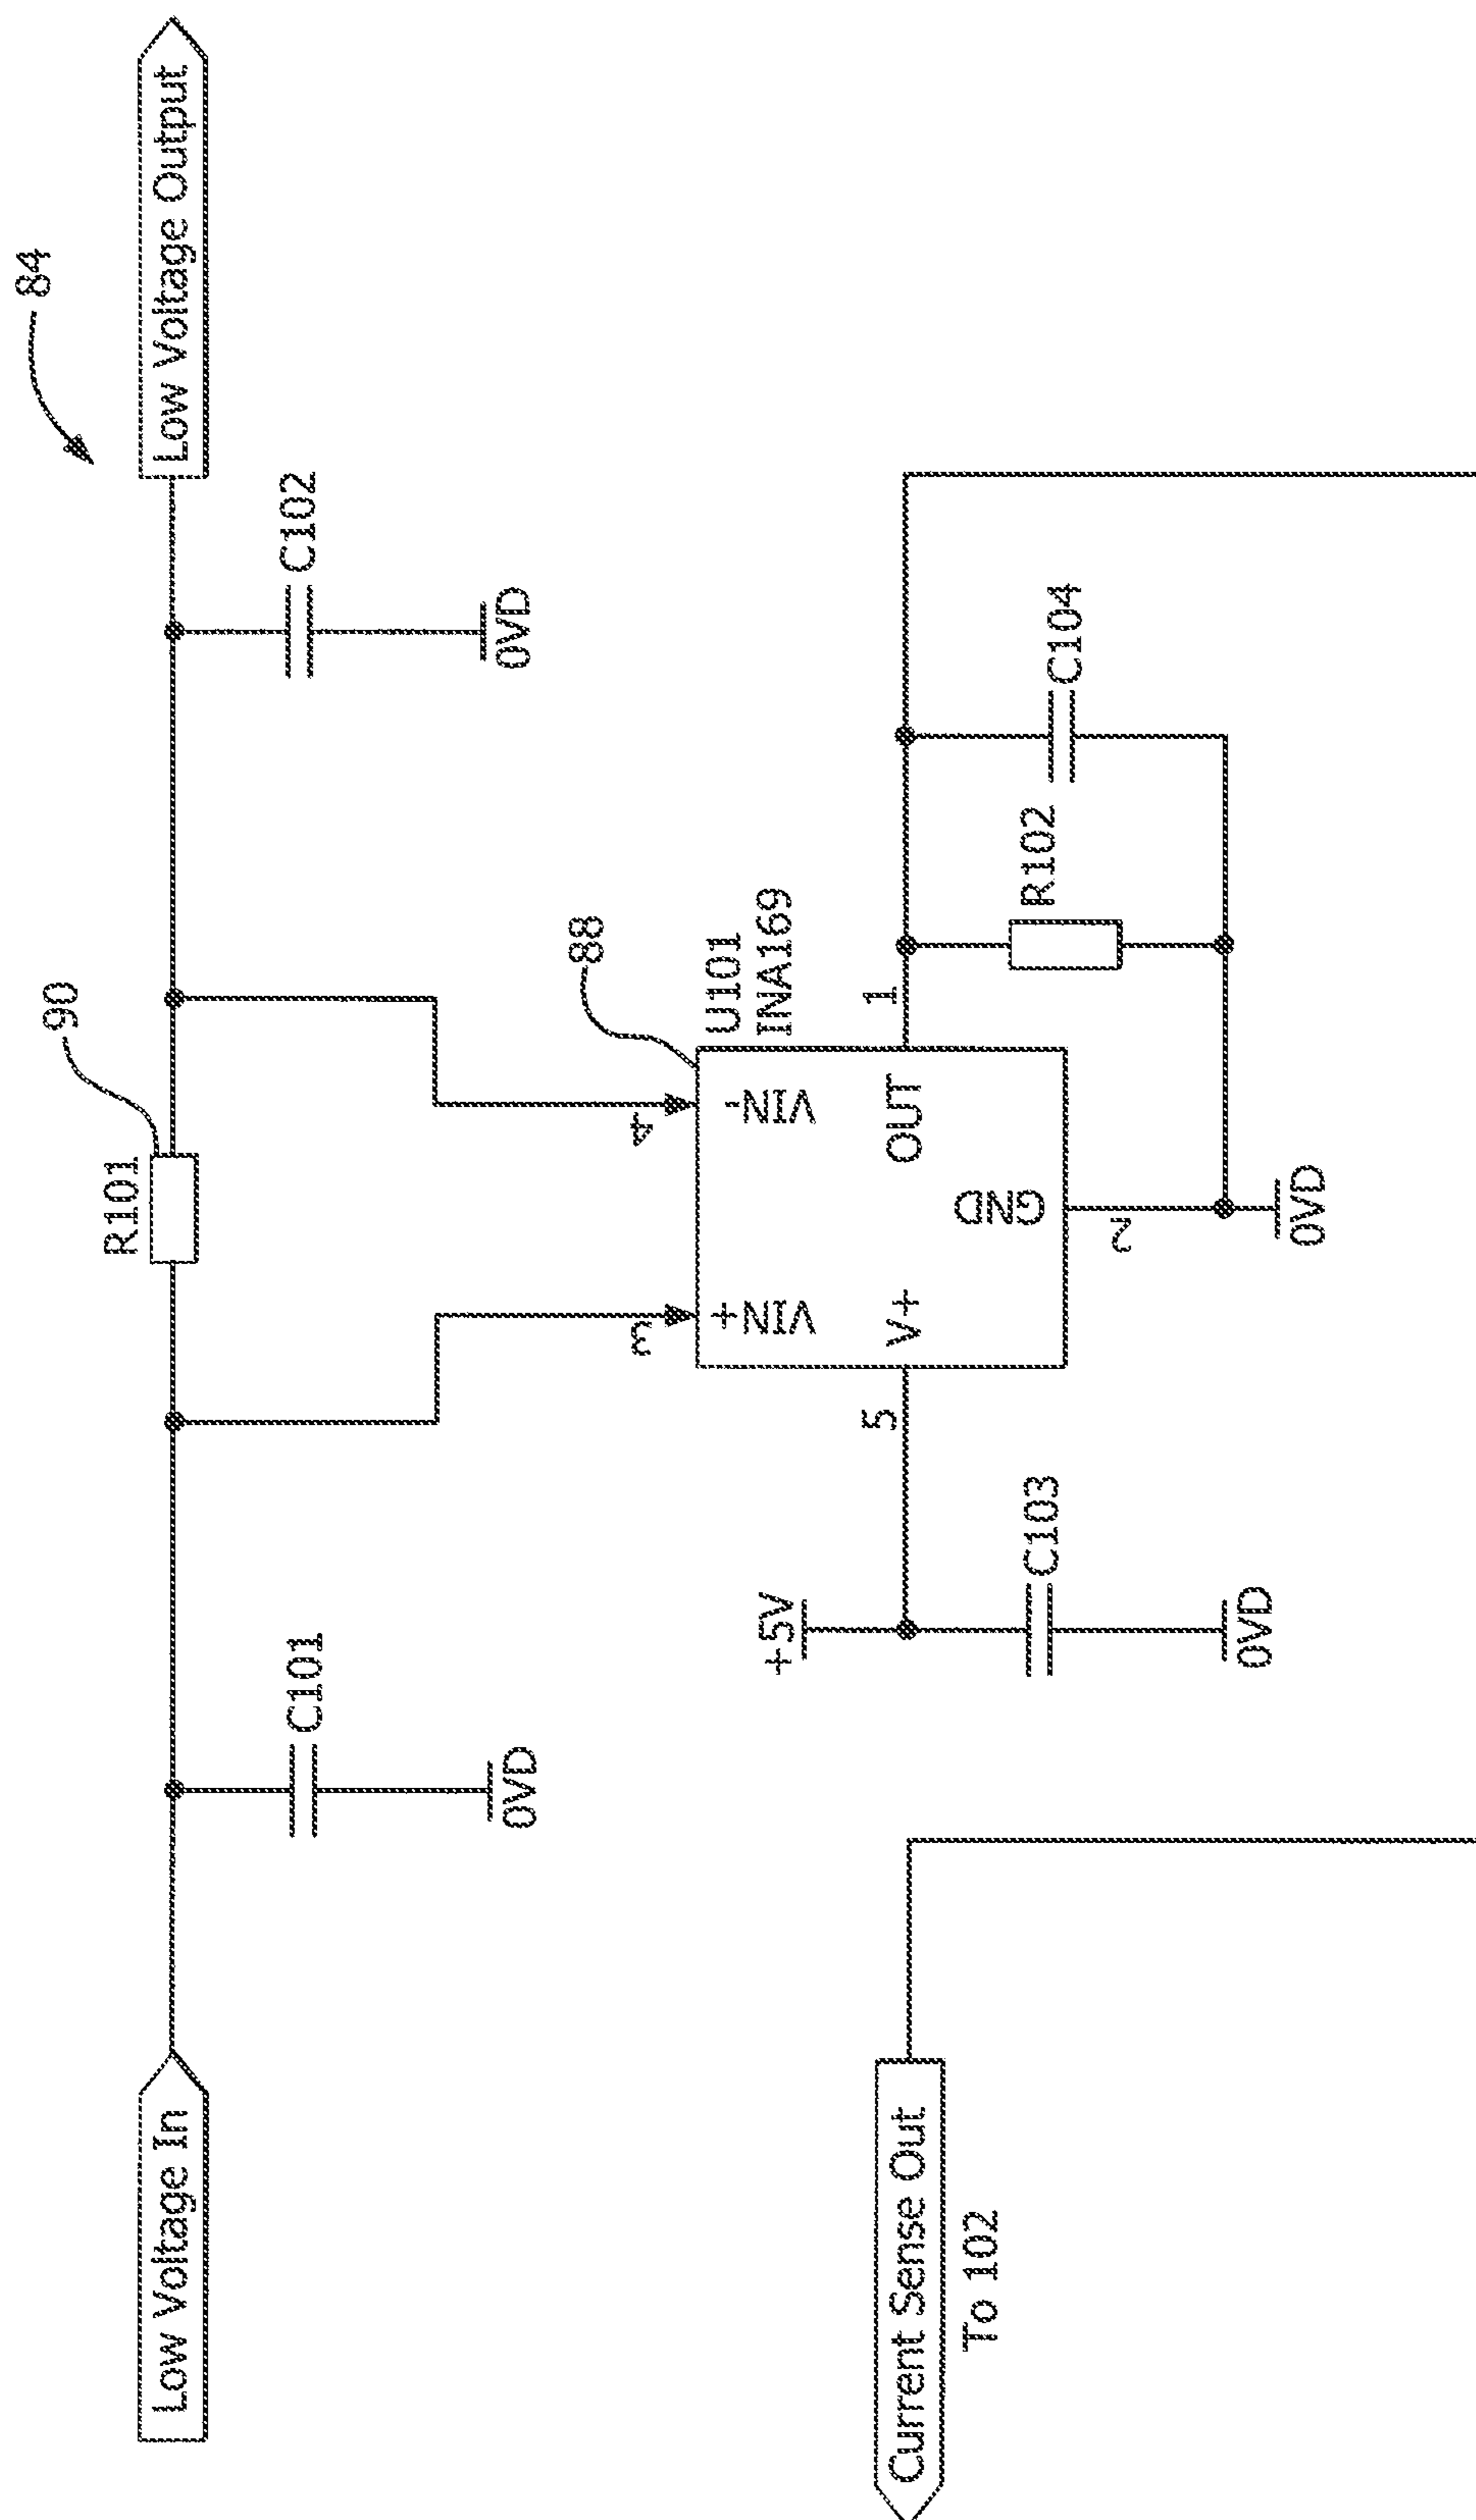 84
Low Voltage In
Low Voltage Output
90
R101
C101
0VD
C102
0VD
88
U101
INA169
3
4
VIN+
VIN-
V+
OUT
GND
5
1
2
+5V
C103
0VD
R102
C104
0VD
Current Sense Out
To 102